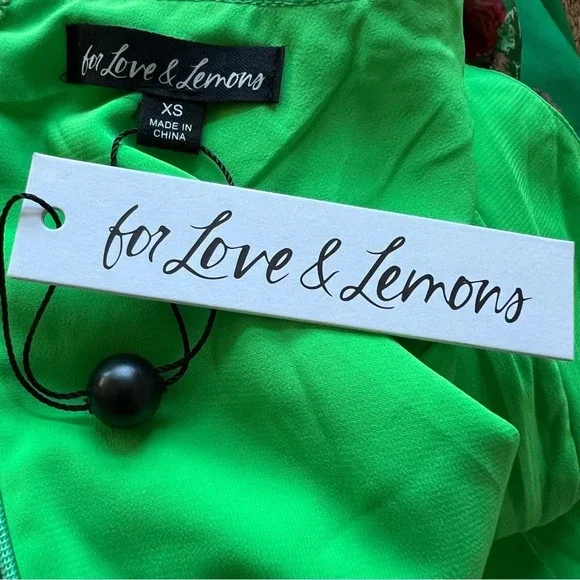 for Love & Lemons
XS
MADE IN
CHINA
for Love & Lemons